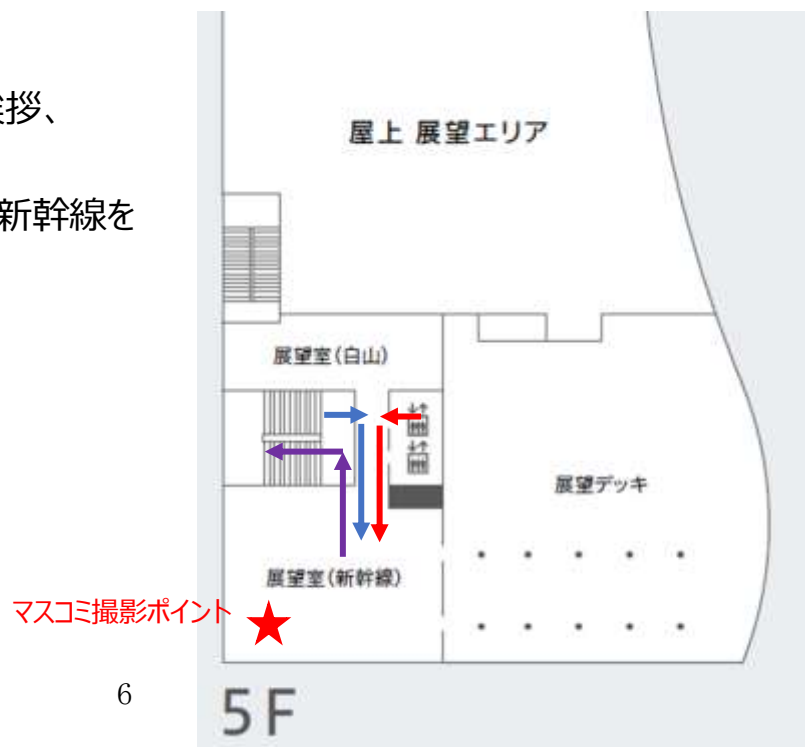 挨拶、
新幹線を
屋上 展望エリア
展望室(白山)
展望デッキ
展望室(新幹線)
マスコミ撮影ポイント
6
5F